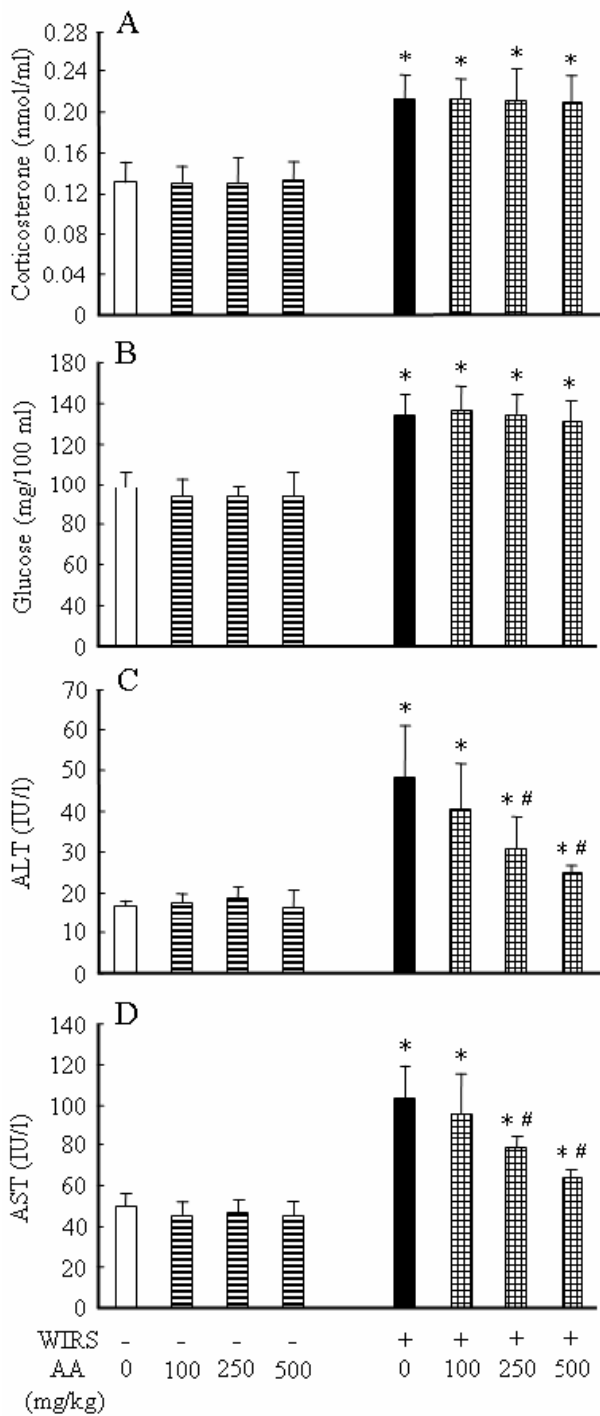 A
0.28
0.24
0.20
0.16
0.12
0.08
0.04
0
Corticosterone (nmol/ml)
* * * *
B
180
140
130
100
80
60
40
0
Glucose (mg/100 ml)
* * * *
C
70
60
50
40
30
20
10
0
ALT (IU/l)
* * * # * #
D
140
120
100
80
60
40
20
0
AST (IU/l)
* * * # * #
WIRS - - - - + + + +
AA 0 100 250 500 0 100 250 500
(mg/kg)